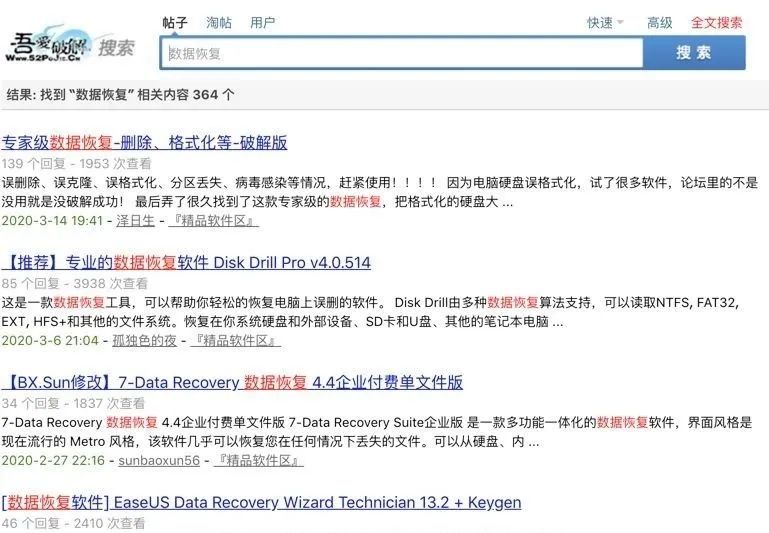 帖子 淘帖 用户 快速 高级 全文搜索
吾爱破解 搜索
Www.52PoJie.Cn
数据恢复 搜索
结果: 找到 “数据恢复” 相关内容 364 个
专家级数据恢复-删除、格式化等-破解版
139 个回复 - 1953 次查看
误删除、误克隆、误格式化、分区丢失、病毒感染等情况，赶紧使用！！！！ 因为电脑硬盘误格式化，试了很多软件，论坛里的不是
没用就是没破解成功！ 最后弄了很久找到了这款专家级的数据恢复，把格式化的硬盘大 ...
2020-3-14 19:41 - 泽日生 - 『精品软件区』
【推荐】专业的数据恢复软件 Disk Drill Pro v4.0.514
85 个回复 - 3938 次查看
这是一款数据恢复工具，可以帮助你轻松的恢复电脑上误删的软件。 Disk Drill由多种数据恢复算法支持，可以读取NTFS, FAT32,
EXT, HFS+和其他的文件系统。恢复在你系统硬盘和外部设备、SD卡和U盘、其他的笔记本电脑 ...
2020-3-6 21:04 - 孤独色的夜 - 『精品软件区』
【BX.Sun修改】7-Data Recovery 数据恢复 4.4企业付费单文件版
34 个回复 - 1837 次查看
7-Data Recovery 数据恢复 4.4企业付费单文件版 7-Data Recovery Suite企业版 是一款多功能一体化的数据恢复软件，界面风格是
现在流行的 Metro 风格，该软件几乎可以恢复您在任何情况下丢失的文件。可以从硬盘、内 ...
2020-2-27 22:16 - sunbaoxun56 - 『精品软件区』
[数据恢复软件] EaseUS Data Recovery Wizard Technician 13.2 + Keygen
46 个回复 - 2410 次查看